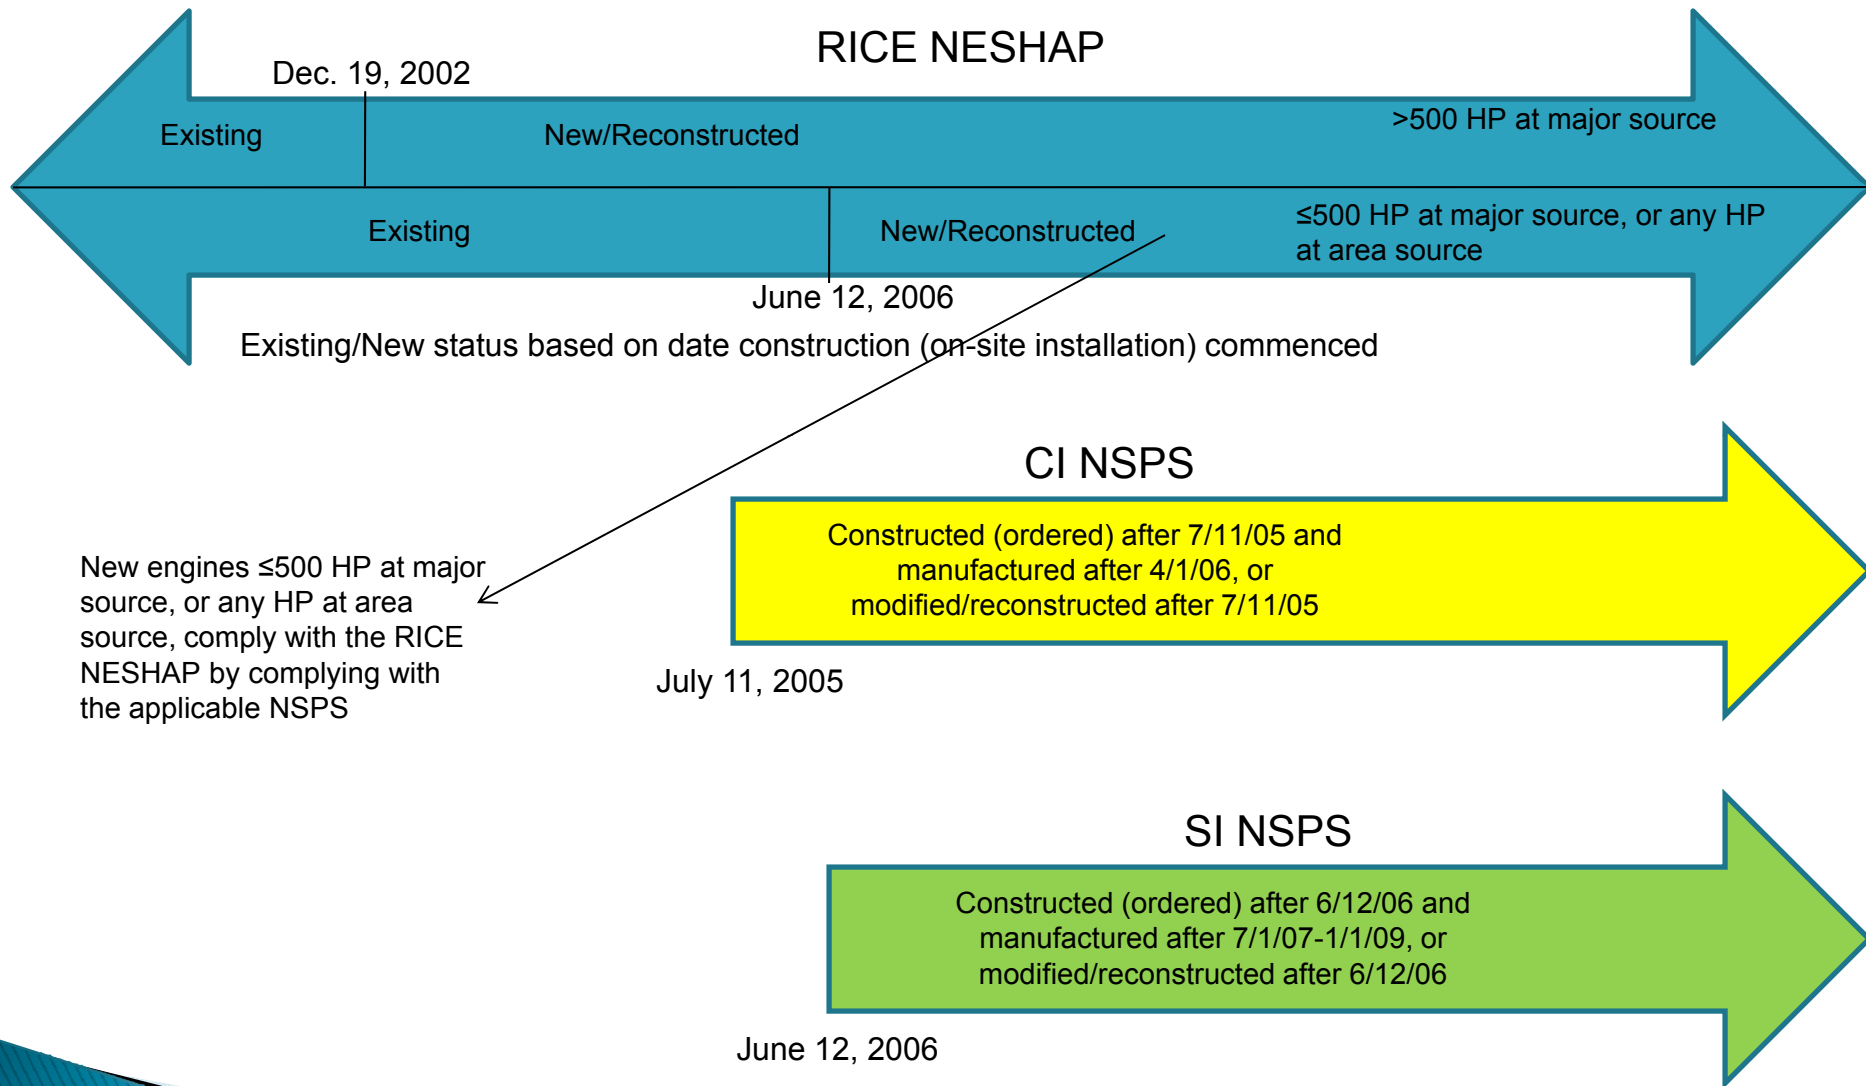 RICE NESHAP
Dec. 19, 2002
Existing
New/Reconstructed
>500 HP at major source
Existing
New/Reconstructed
≤500 HP at major source, or any HP
at area source
June 12, 2006
Existing/New status based on date construction (on-site installation) commenced
CI NSPS
Constructed (ordered) after 7/11/05 and
manufactured after 4/1/06, or
modified/reconstructed after 7/11/05
New engines ≤500 HP at major
source, or any HP at area
source, comply with the RICE
NESHAP by complying with
the applicable NSPS
July 11, 2005
SI NSPS
Constructed (ordered) after 6/12/06 and
manufactured after 7/1/07-1/1/09, or
modified/reconstructed after 6/12/06
June 12, 2006